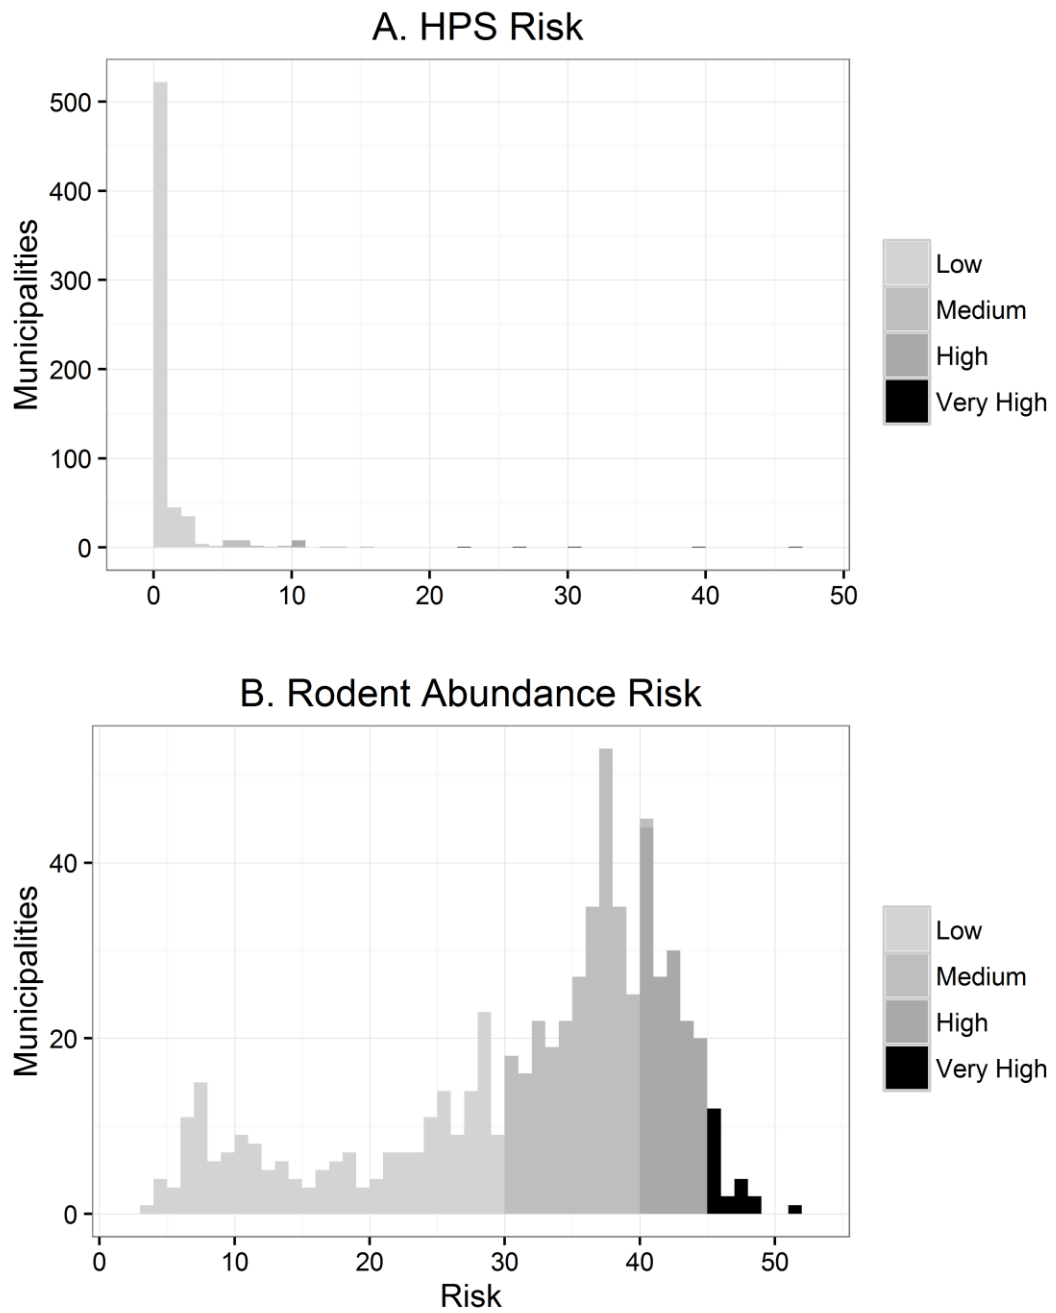 A. HPS Risk
500
400
300
200
100
0
Municipalities
0 10 20 30 40 50
Low
Medium
High
Very High
B. Rodent Abundance Risk
40
20
0
Municipalities
0 10 20 30 40 50
Risk
Low
Medium
High
Very High